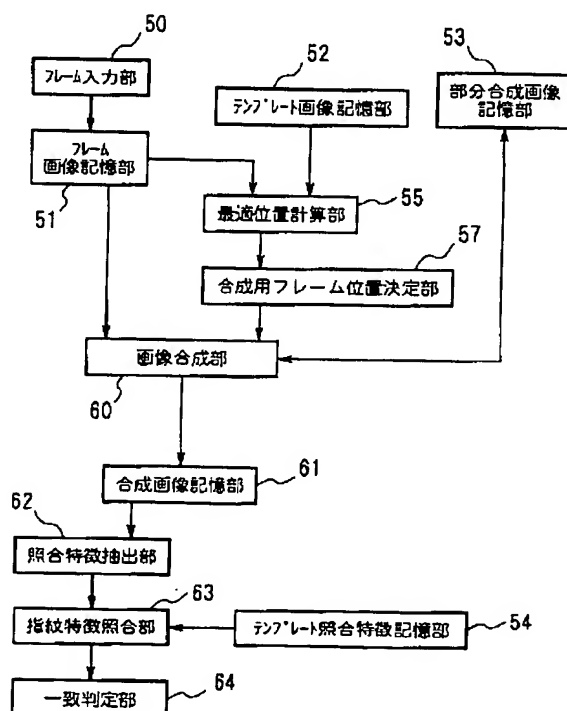 50
フレーム入力部
52
テンプレート画像記憶部
53
部分合成画像
記憶部
フレーム
画像記憶部
51
最適位置計算部
55
57
合成用フレーム位置決定部
画像合成部
60
61
合成画像記憶部
62
照合特徴抽出部
63
指紋特徴照合部
テンプレート照合特徴記憶部
54
一致判定部
64